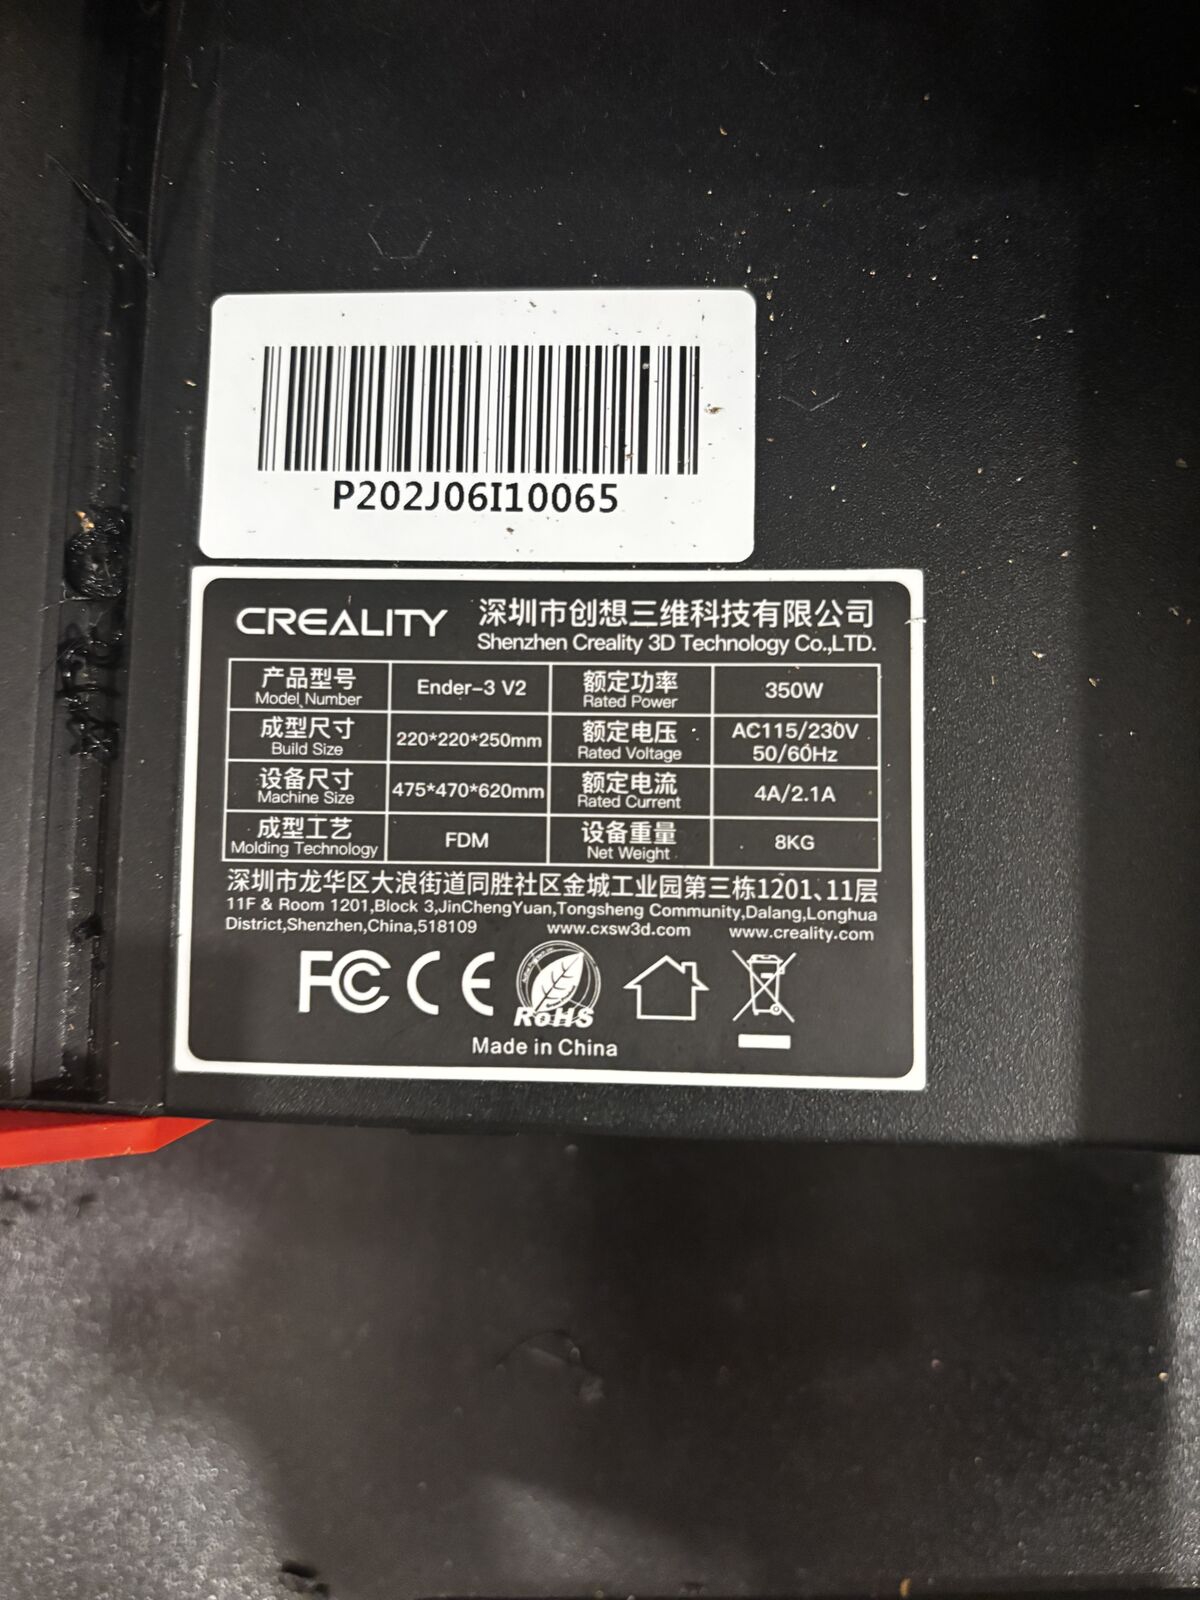 P202J06I10065
CREALITY 深圳市创想三维科技有限公司
Shenzhen Creality 3D Technology Co.,LTD.
产品型号 Ender-3 V2 额定功率 350W
Model Number Rated Power
成型尺寸 220*220*250mm 额定电压 AC115/230V
Build Size Rated Voltage 50/60Hz
设备尺寸 475*470*620mm 额定电流 4A/2.1A
Machine Size Rated Current
成型工艺 FDM 设备重量 8KG
Molding Technology Net Weight
深圳市龙华区大浪街道同胜社区金城工业园第三栋1201、11层
11F & Room 1201,Block 3,JinChengYuan,Tongsheng Community,Dalang,Longhua
District,Shenzhen,China,518109 www.cxsw3d.com www.creality.com
FC CE RoHS
Made in China